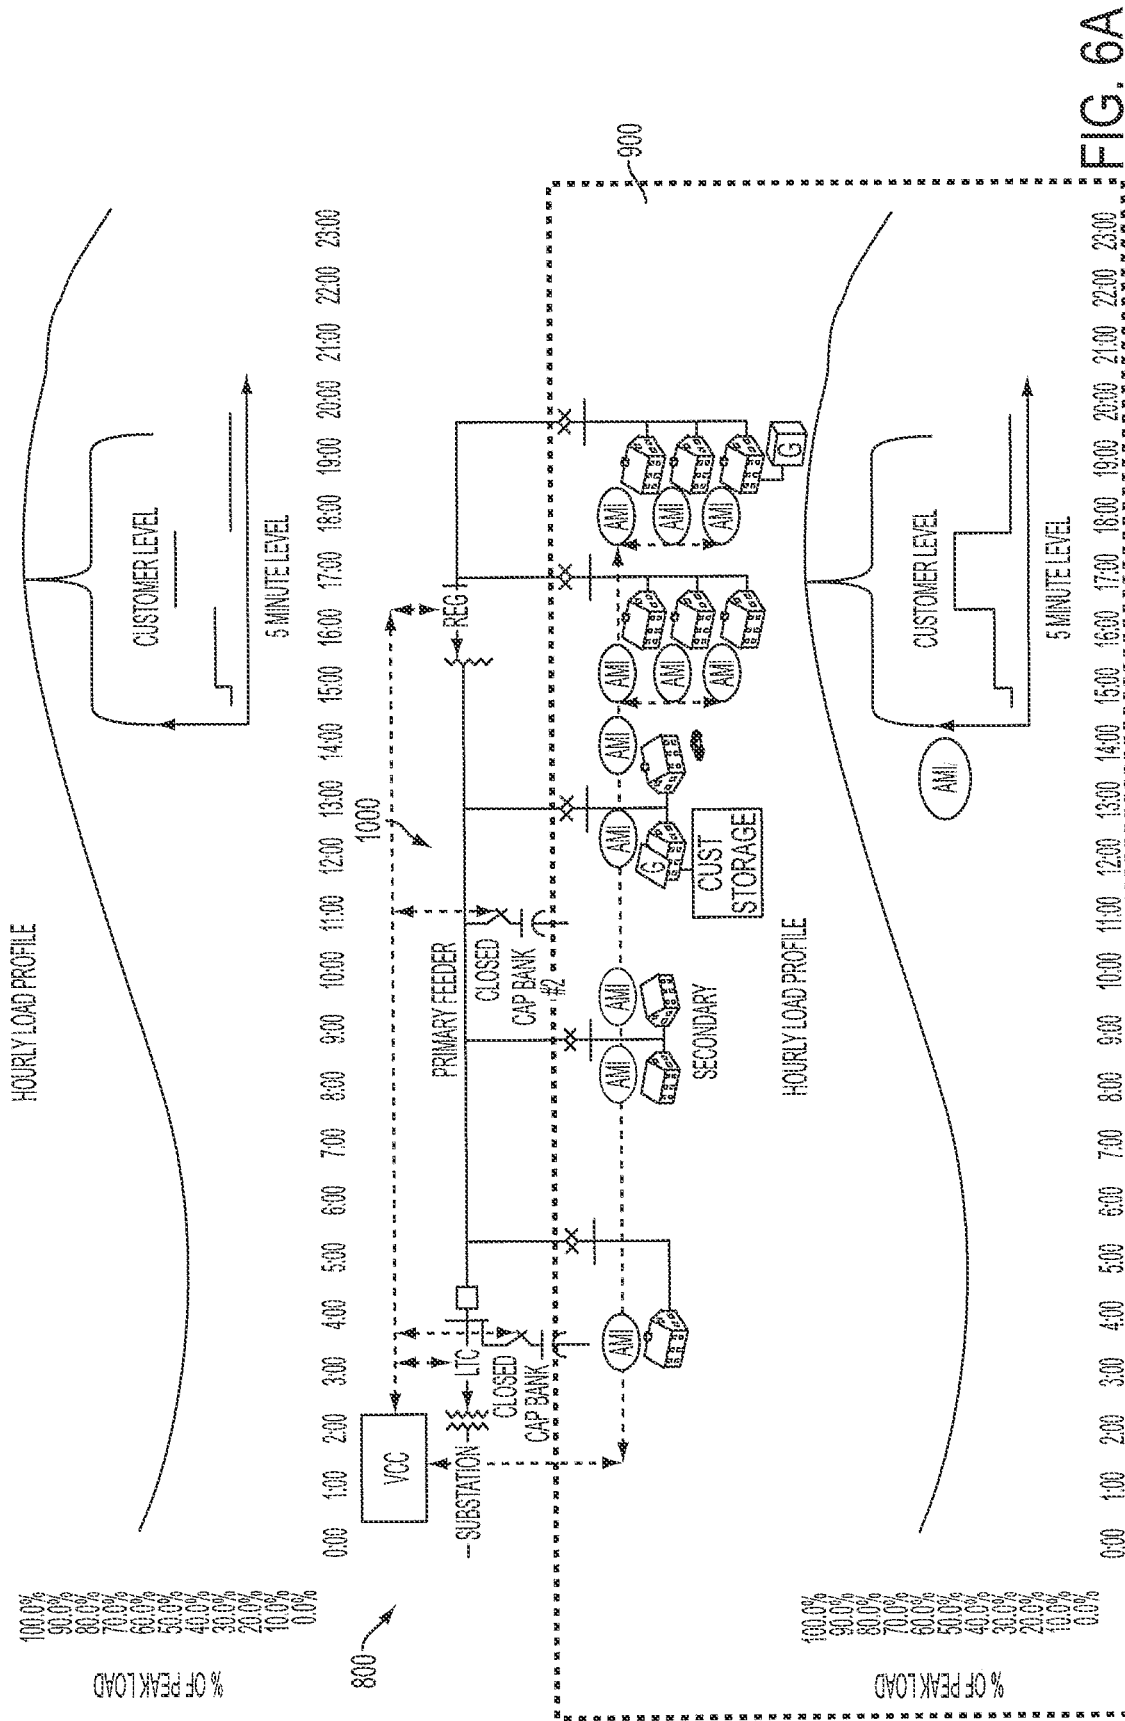 HOURLY LOAD PROFILE
% OF PEAK LOAD
100.0%
90.0%
80.0%
70.0%
60.0%
50.0%
40.0%
30.0%
20.0%
10.0%
0.0%
CUSTOMER LEVEL
5 MINUTE LEVEL
0:00 1:00 2:00 3:00 4:00 5:00 6:00 7:00 8:00 9:00 10:00 11:00 12:00 13:00 14:00 15:00 16:00 17:00 18:00 19:00 20:00 21:00 22:00 23:00
800
VCC
1000
SUBSTATION
LTC
PRIMARY FEEDER
REG
CLOSED
CAP BANK
CLOSED
CAP BANK
#2
900
AMI
AMI
AMI
AMI
AMI
AMI
AMI
AMI
AMI
AMI
AMI
G
G
SECONDARY
CUST
STORAGE
HOURLY LOAD PROFILE
% OF PEAK LOAD
100.0%
90.0%
80.0%
70.0%
60.0%
50.0%
40.0%
30.0%
20.0%
10.0%
0.0%
AMI
CUSTOMER LEVEL
5 MINUTE LEVEL
0:00 1:00 2:00 3:00 4:00 5:00 6:00 7:00 8:00 9:00 10:00 11:00 12:00 13:00 14:00 15:00 16:00 17:00 18:00 19:00 20:00 21:00 22:00 23:00
FIG. 6A